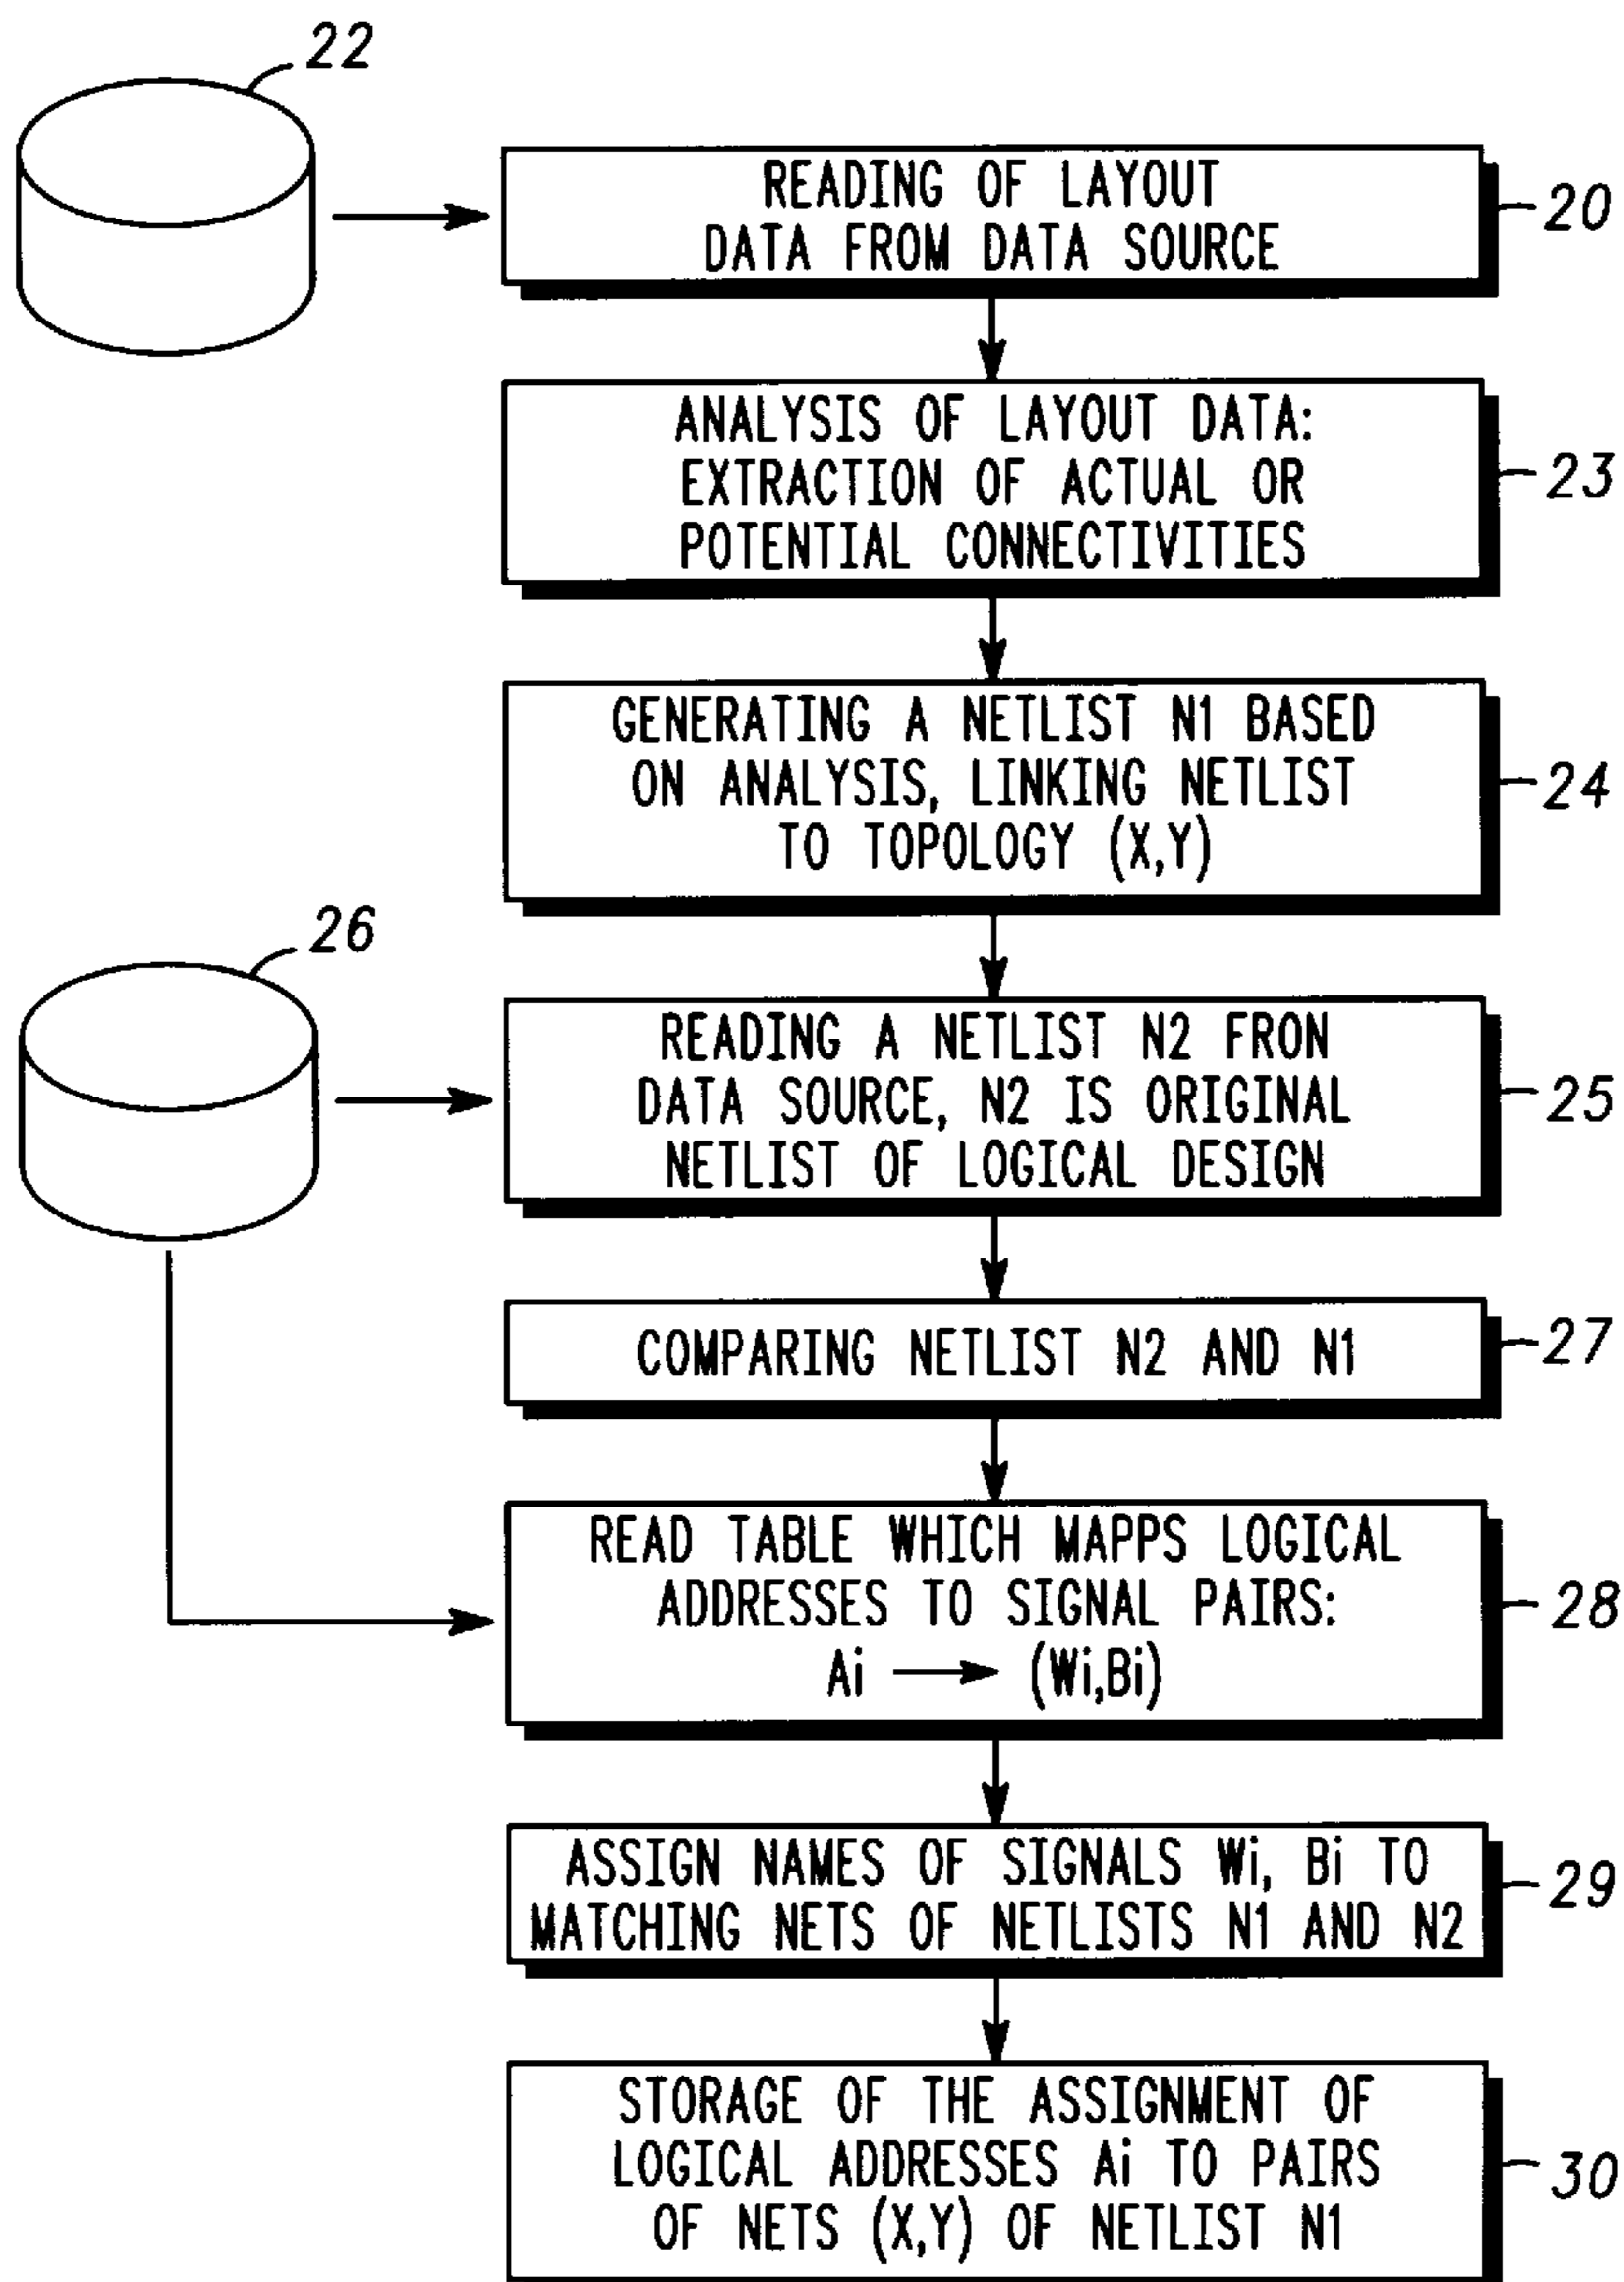 22
READING OF LAYOUT
DATA FROM DATA SOURCE
20
ANALYSIS OF LAYOUT DATA:
EXTRACTION OF ACTUAL OR
POTENTIAL CONNECTIVITIES
23
GENERATING A NETLIST N1 BASED
ON ANALYSIS, LINKING NETLIST
TO TOPOLOGY (X,Y)
24
26
READING A NETLIST N2 FRON
DATA SOURCE, N2 IS ORIGINAL
NETLIST OF LOGICAL DESIGN
25
COMPARING NETLIST N2 AND N1
27
READ TABLE WHICH MAPPS LOGICAL
ADDRESSES TO SIGNAL PAIRS:
Ai → (Wi,Bi)
28
ASSIGN NAMES OF SIGNALS Wi, Bi TO
MATCHING NETS OF NETLISTS N1 AND N2
29
STORAGE OF THE ASSIGNMENT OF
LOGICAL ADDRESSES Ai TO PAIRS
OF NETS (X,Y) OF NETLIST N1
30